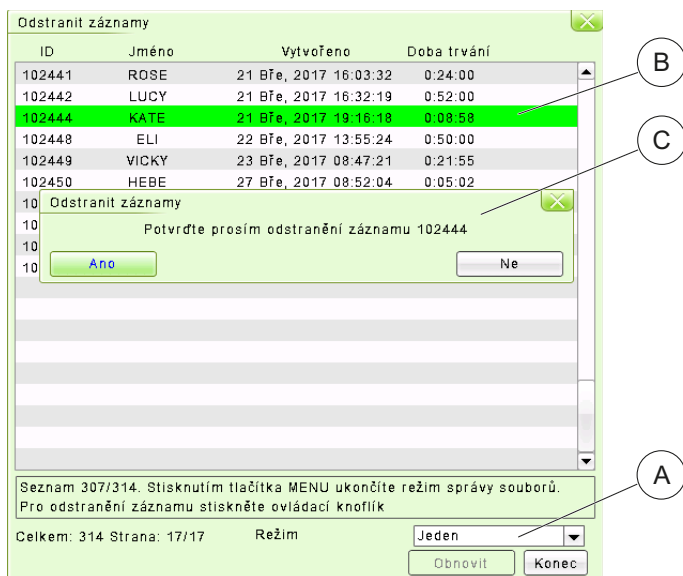 Odstranit záznamy
ID Jméno Vytvořeno Doba trvání
102441 ROSE 21 Bře, 2017 16:03:32 0:24:00
102442 LUCY 21 Bře, 2017 16:32:19 0:52:00
102444 KATE 21 Bře, 2017 19:16:18 0:08:58
102448 ELI 22 Bře, 2017 13:55:24 0:50:00
102449 VICKY 23 Bře, 2017 08:47:21 0:21:55
102450 HEBE 27 Bře, 2017 08:52:04 0:05:02
10
10
10
10
Odstranit záznamy
Potvrďte prosím odstranění záznamu 102444
Ano Ne
Seznam 307/314. Stisknutím tlačítka MENU ukončíte režim správy souborů.
Pro odstranění záznamu stiskněte ovládací knoflík
Celkem: 314 Strana: 17/17 Režim Jeden
Obnovit Konec
B
C
A